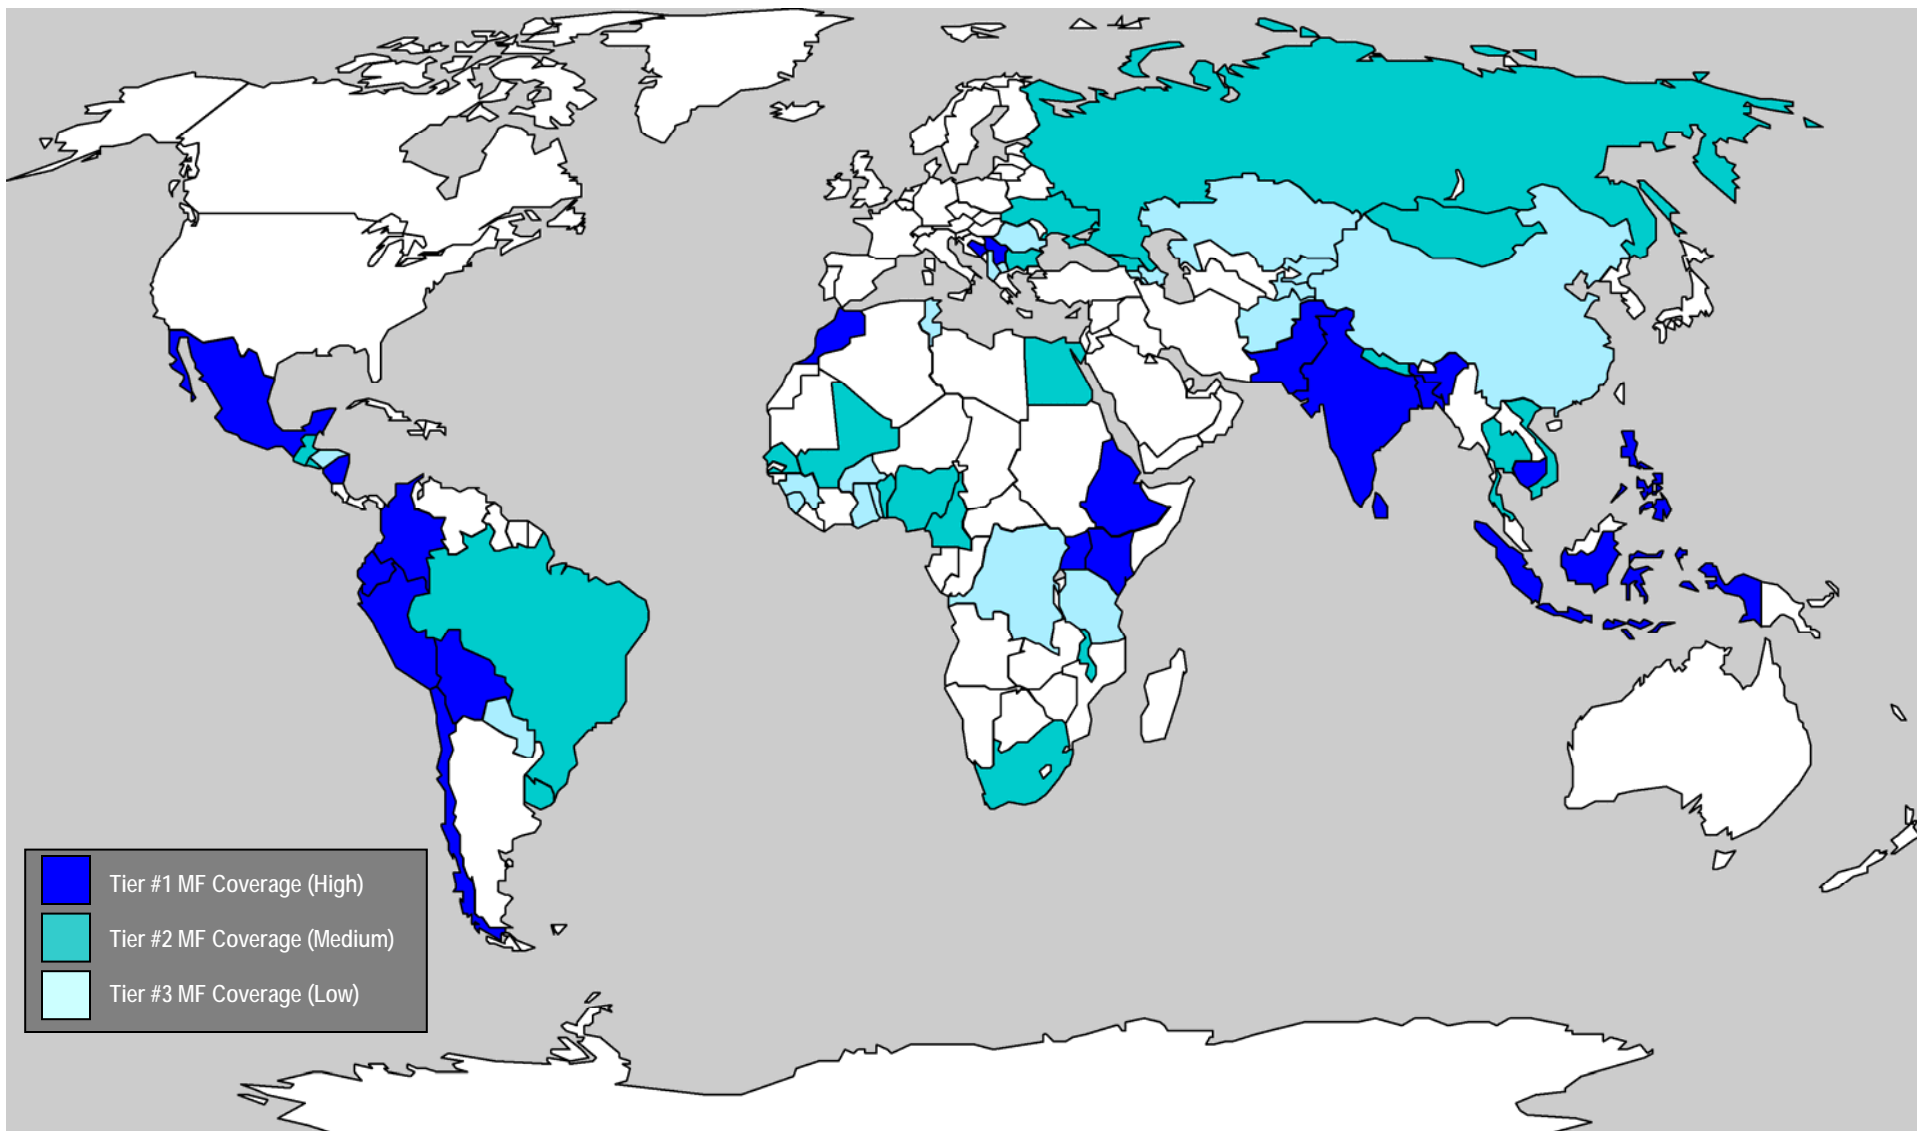 Tier #1 MF Coverage (High)
Tier #2 MF Coverage (Medium)
Tier #3 MF Coverage (Low)